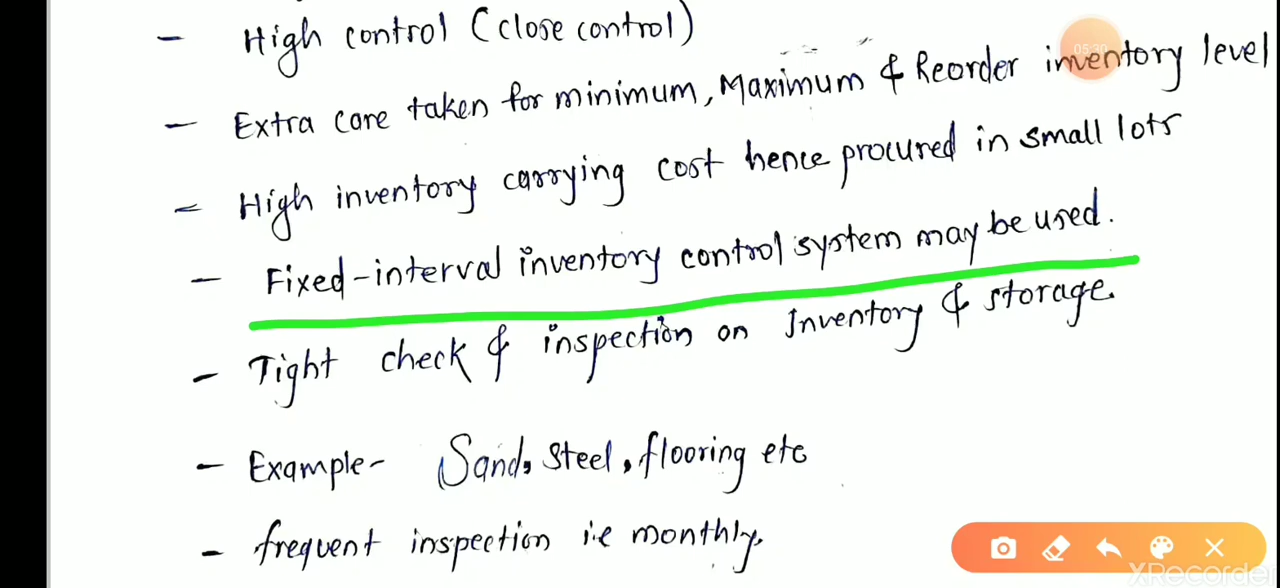 - High control (close control)
- Extra care taken for minimum, Maximum & Reorder inventory level
- High inventory carrying cost hence procured in small lots
- Fixed-interval inventory control system may be used.
- Tight check & inspection on Inventory & storage.
- Example- Sand, steel, flooring etc
- frequent inspection i.e monthly.
05:30
XRecorder